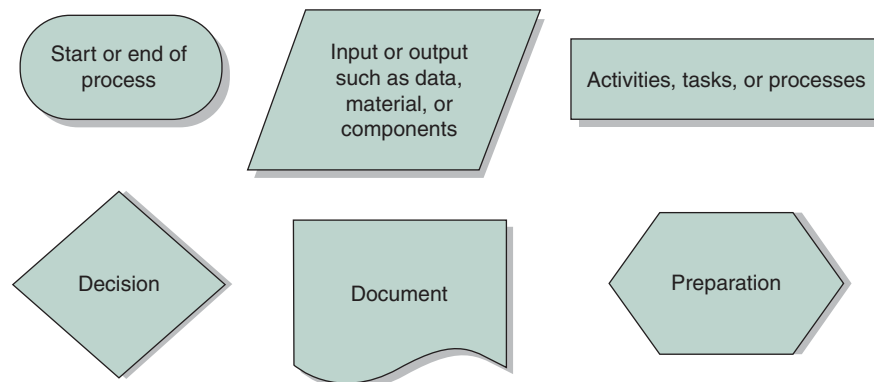 Start or end of
process
Input or output
such as data,
material, or
components
Activities, tasks, or processes
Decision
Document
Preparation